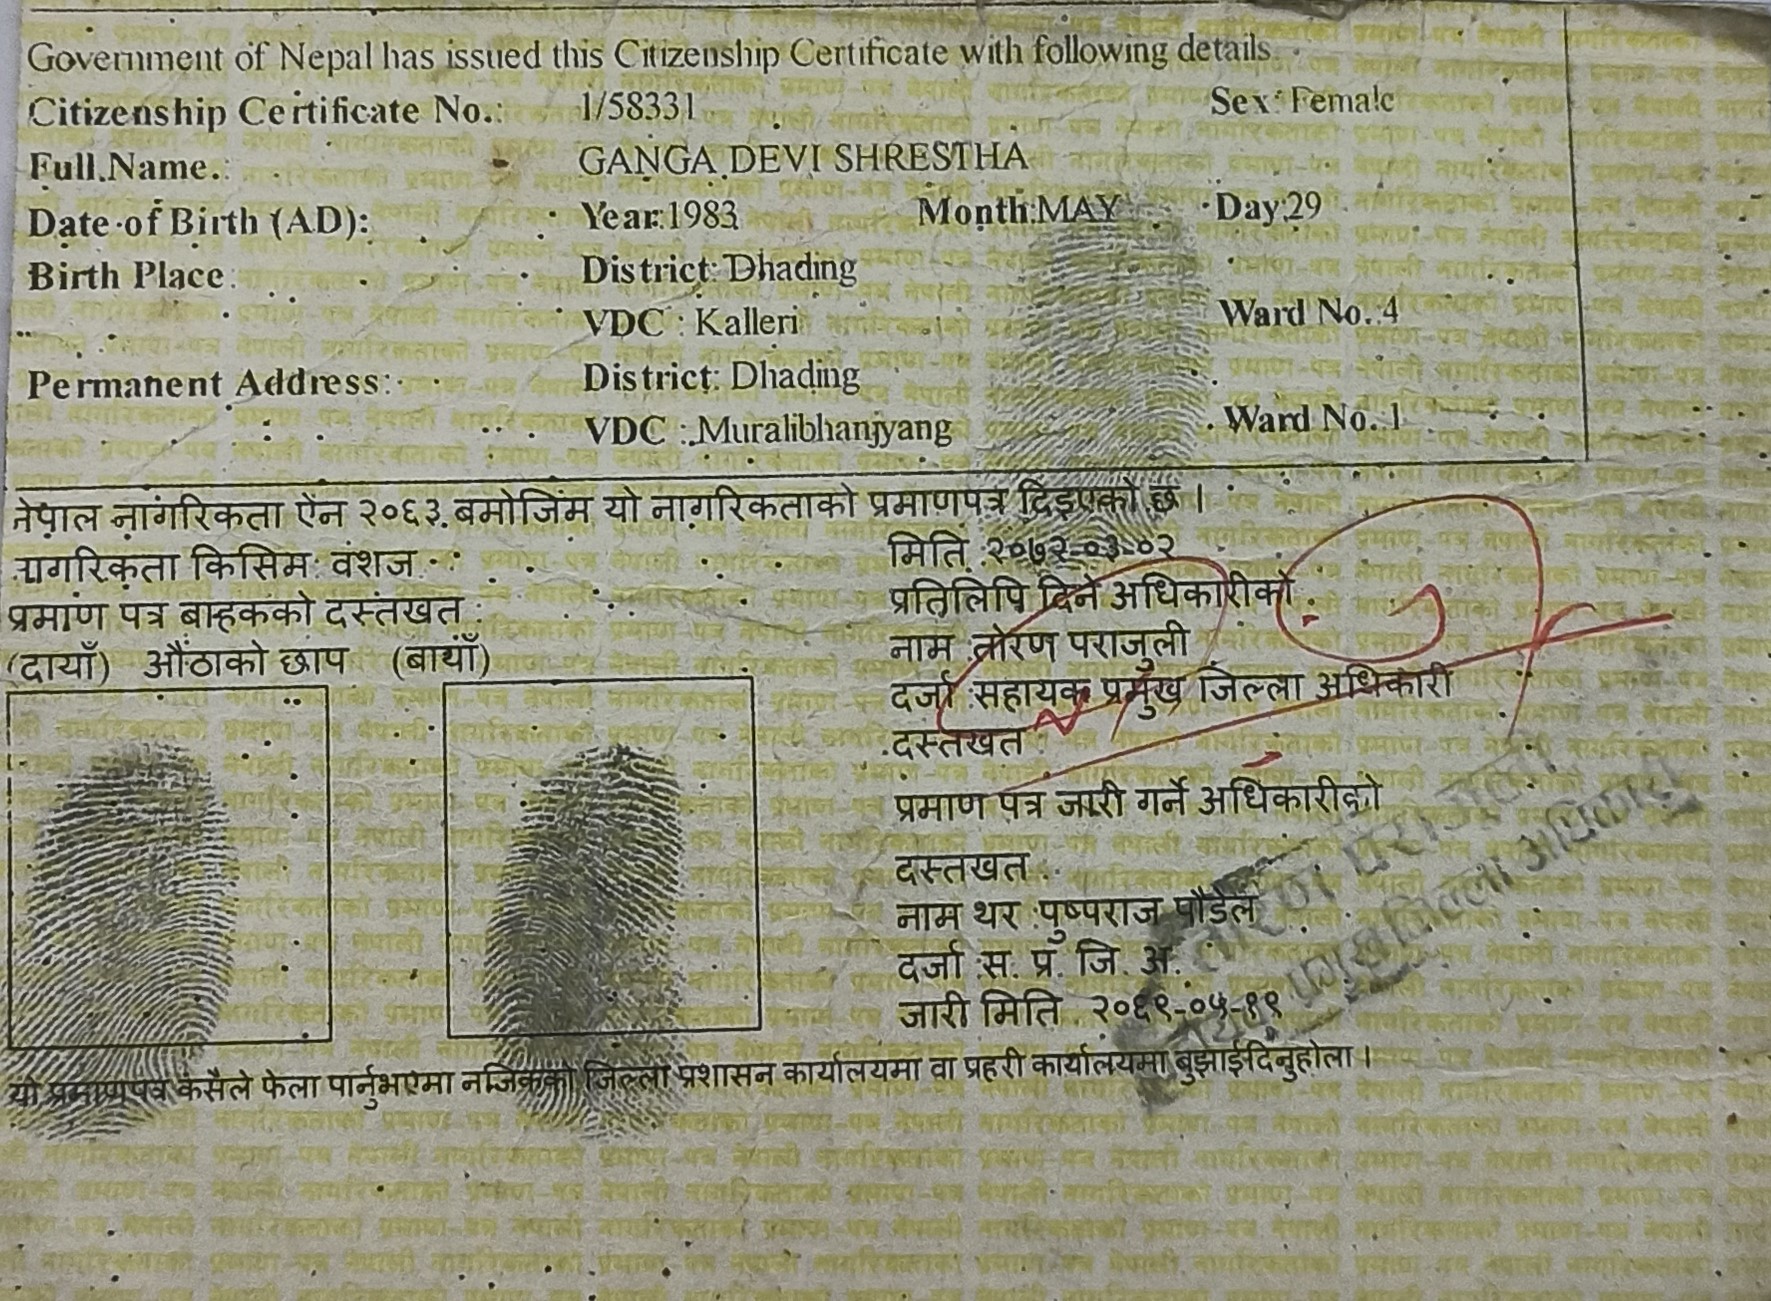 Government of Nepal has issued this Citizenship Certificate with following details.
Citizenship Certificate No.: 1/58331 Sex: Female
Full Name.: GANGA DEVI SHRESTHA
Date of Birth (AD): Year:1983 Month:MAY Day:29
Birth Place: District: Dhading
VDC : Kalleri Ward No.:4
Permanent Address: District: Dhading
VDC : Muralibhanjyang Ward No. 1
नेपाल नागरिकता ऐन २०६३ बमोजिम यो नागरिकताको प्रमाणपत्र दिइएको छ ।
नागरिकता किसिम: वंशज
मिति :२०७२-०३-०२
प्रमाण पत्र बाहकको दस्तखत :
प्रतिलिपि दिने अधिकारीको
(दायाँ) औंठाको छाप (बायाँ)
नाम :तोरण पराजुली
दर्जा :सहायक प्रमुख जिल्ला अधिकारी
दस्तखत :
प्रमाण पत्र जारी गर्ने अधिकारीको
दस्तखत :
नाम थर :पुष्पराज पौडेल
दर्जा :स. प्र. जि. अ.
जारी मिति : २०६९-०५-१९
यो प्रमाणपत्र कसैले फेला पार्नुभएमा नजिकको जिल्ला प्रशासन कार्यालयमा वा प्रहरी कार्यालयमा बुझाईदिनुहोला ।
तोरण पराजुली
सहायक प्रमुख जिल्ला अधिकारी